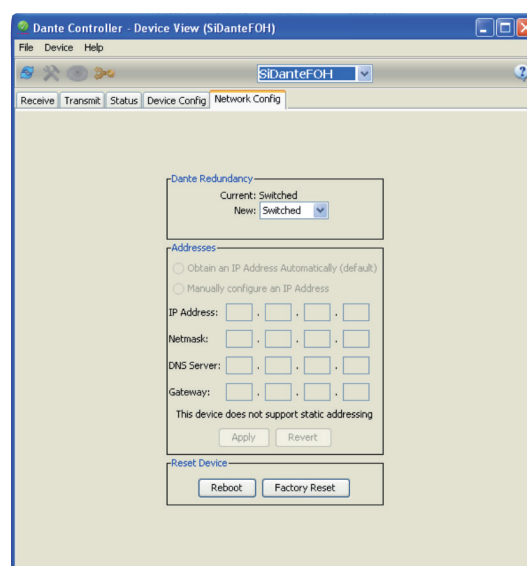 Dante Controller - Device View (SiDanteFOH)
File Device Help
SiDanteFOH
Receive Transmit Status Device Config Network Config
Dante Redundancy
Current: Switched
New: Switched
Addresses
Obtain an IP Address Automatically (default)
Manually configure an IP Address
IP Address: . . .
Netmask: . . .
DNS Server: . . .
Gateway: . . .
This device does not support static addressing
Apply Revert
Reset Device
Reboot Factory Reset